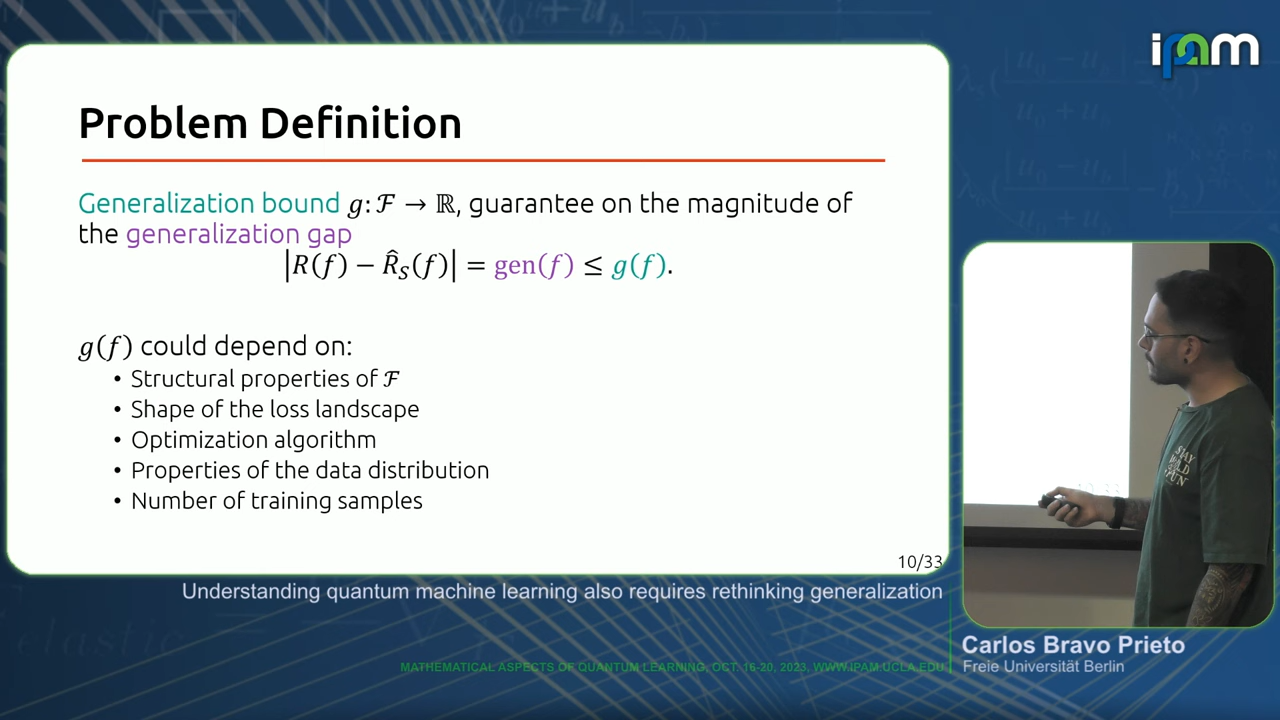 ipam
Problem Definition
Generalization bound g: ℱ → ℝ, guarantee on the magnitude of
the generalization gap
|R(f) − R̂_S(f)| = gen(f) ≤ g(f).
g(f) could depend on:
• Structural properties of ℱ
• Shape of the loss landscape
• Optimization algorithm
• Properties of the data distribution
• Number of training samples
10/33
Understanding quantum machine learning also requires rethinking generalization
STAY
WILD
FUN
Carlos Bravo Prieto
Freie Universität Berlin
MATHEMATICAL ASPECTS OF QUANTUM LEARNING, OCT. 16-20, 2023, WWW.IPAM.UCLA.EDU